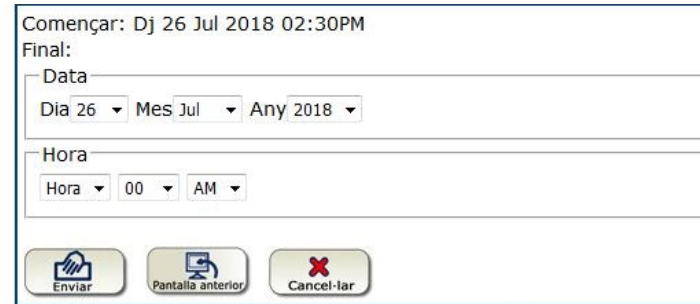 Començar: Dj 26 Jul 2018 02:30PM
Final:
Data
Dia 26 Mes Jul Any 2018
Hora
Hora 00 AM
Enviar Pantalla anterior Cancel·lar